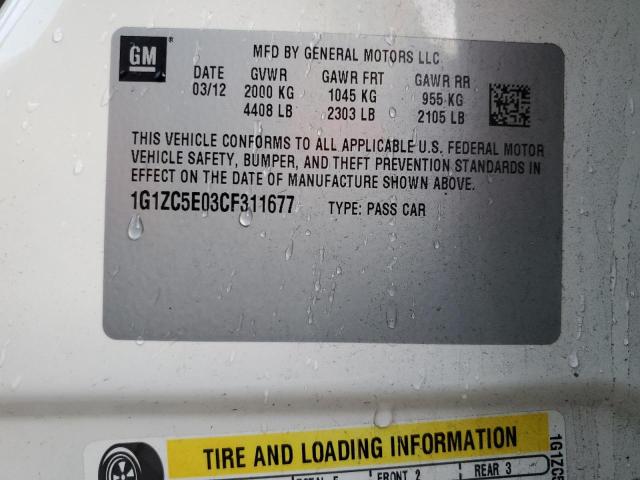 GM®
MFD BY GENERAL MOTORS LLC
DATE GVWR GAWR FRT GAWR RR
03/12 2000 KG 1045 KG 955 KG
4408 LB 2303 LB 2105 LB
THIS VEHICLE CONFORMS TO ALL APPLICABLE U.S. FEDERAL MOTOR
VEHICLE SAFETY, BUMPER, AND THEFT PREVENTION STANDARDS IN
EFFECT ON THE DATE OF MANUFACTURE SHOWN ABOVE.
1G1ZC5E03CF311677 TYPE: PASS CAR
TIRE AND LOADING INFORMATION
FRONT 2 REAR 3
1G1ZC5